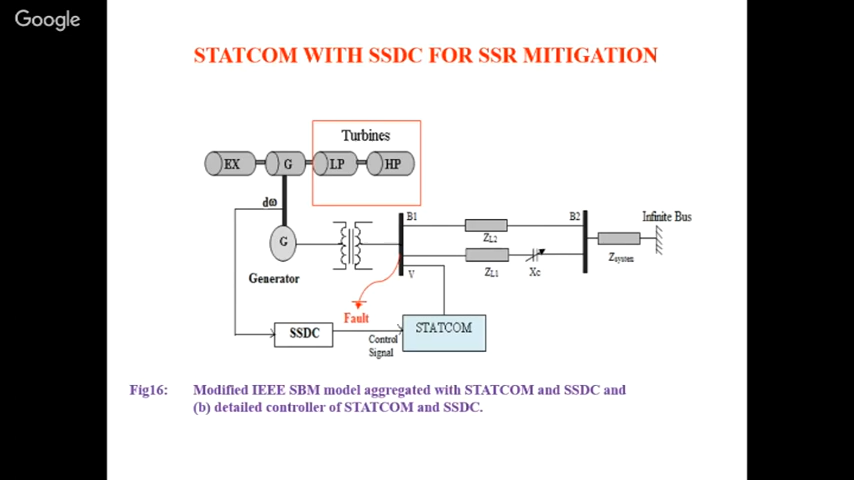 Google
STATCOM WITH SSDC FOR SSR MITIGATION
Turbines
EX
G
LP
HP
dω
B1
B2
Infinite Bus
G
ZL2
Zsystem
ZL1
Xc
V
Generator
Fault
SSDC
Control
Signal
STATCOM
Fig16: Modified IEEE SBM model aggregated with STATCOM and SSDC and
(b) detailed controller of STATCOM and SSDC.